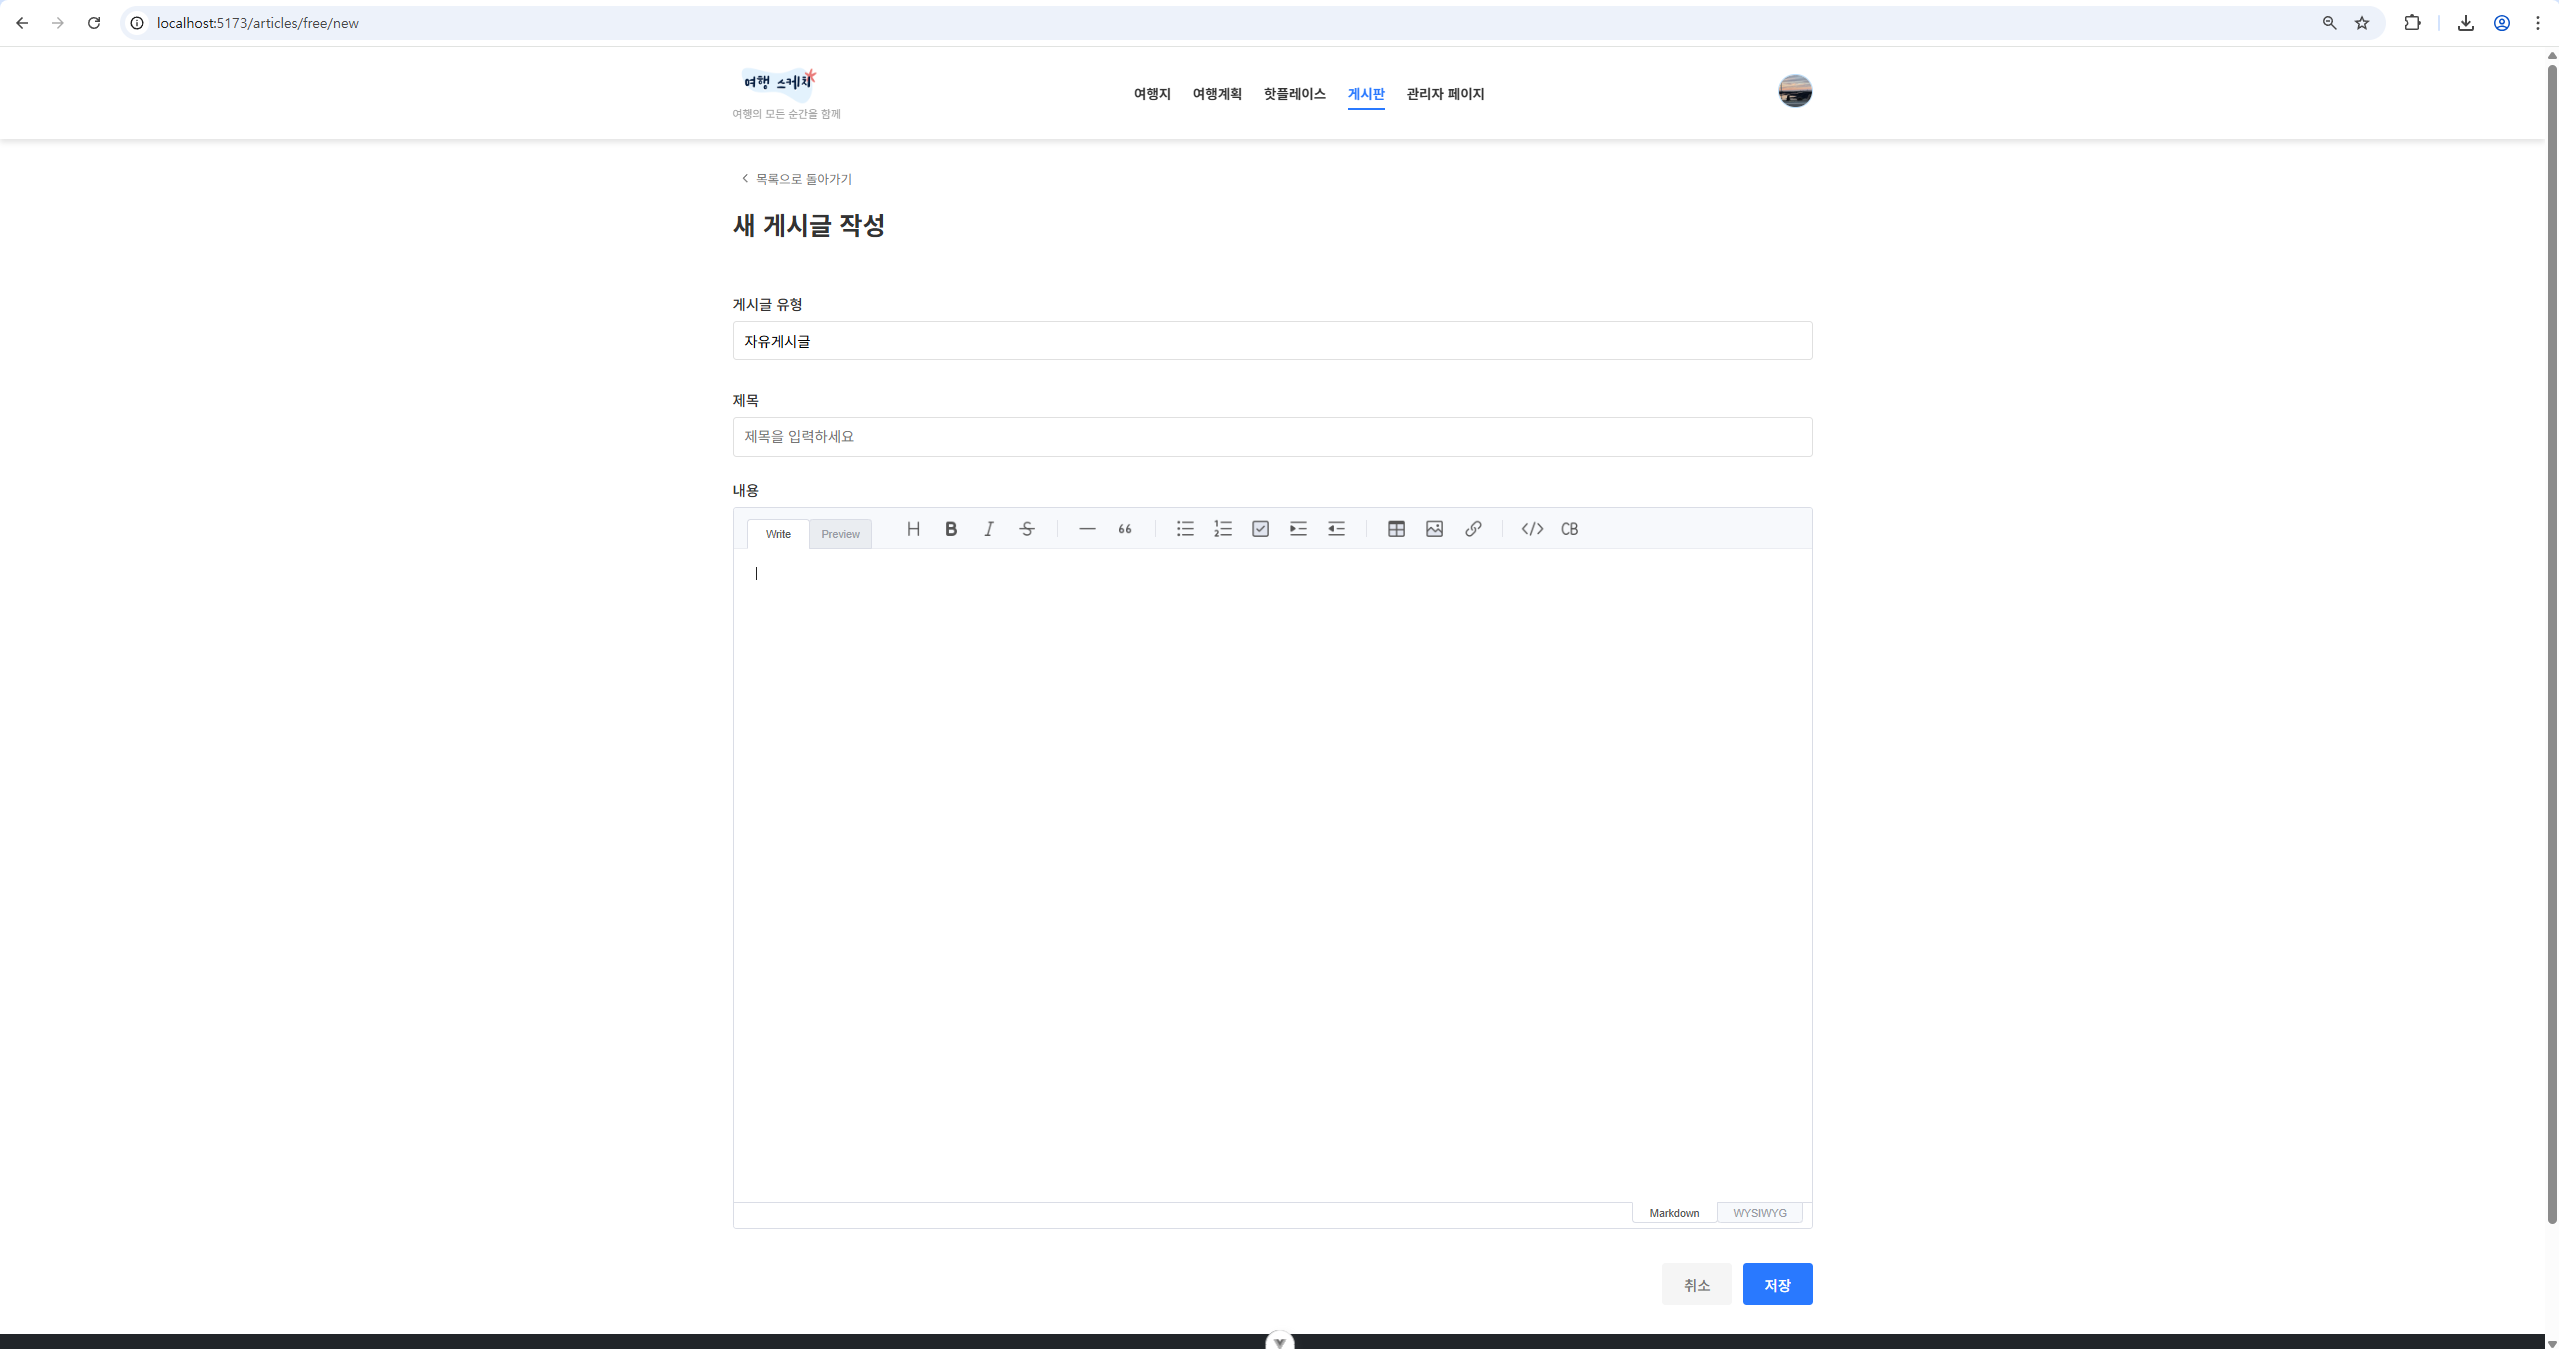 localhost:5173/articles/free/new
여행 스케치
여행의 모든 순간을 함께
여행지 여행계획 핫플레이스 게시판 관리자 페이지
목록으로 돌아가기
새 게시글 작성
게시글 유형
자유게시글
제목
제목을 입력하세요
내용
Write Preview H B I S 66 CB
Markdown WYSIWYG
취소 저장